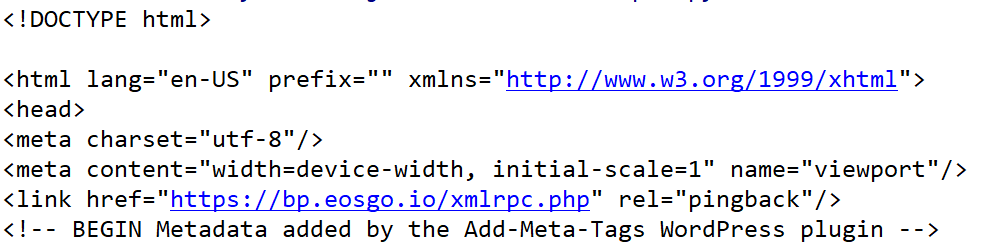 <!DOCTYPE html>
<html lang="en-US" prefix="" xmlns="http://www.w3.org/1999/xhtml">
<head>
<meta charset="utf-8"/>
<meta content="width=device-width, initial-scale=1" name="viewport"/>
<link href="https://bp.eosgo.io/xmlrpc.php" rel="pingback"/>
<!-- BEGIN Metadata added by the Add-Meta-Tags WordPress plugin -->